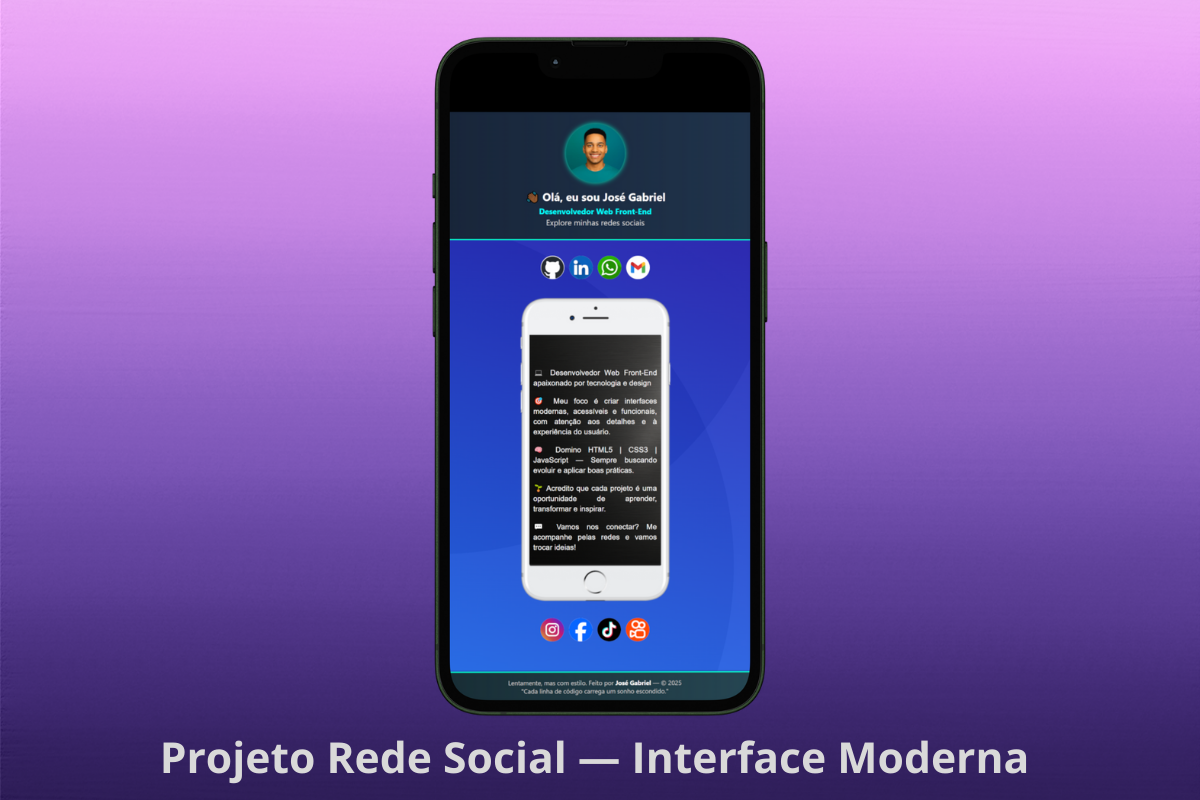 👋🏾 Olá, eu sou José Gabriel
Desenvolvedor Web Front-End
Explore minhas redes sociais
in
💻 Desenvolvedor Web Front-End
apaixonado por tecnologia e design
🎯 Meu foco é criar interfaces
modernas, acessíveis e funcionais,
com atenção aos detalhes e à
experiência do usuário.
🧠 Domino HTML5 | CSS3 |
JavaScript — Sempre buscando
evoluir e aplicar boas práticas.
🌱 Acredito que cada projeto é uma
oportunidade de aprender,
transformar e inspirar.
💬 Vamos nos conectar? Me
acompanhe pelas redes e vamos
trocar ideias!
Lentamente, mas com estilo. Feito por José Gabriel — © 2025
"Cada linha de código carrega um sonho escondido."
Projeto Rede Social — Interface Moderna